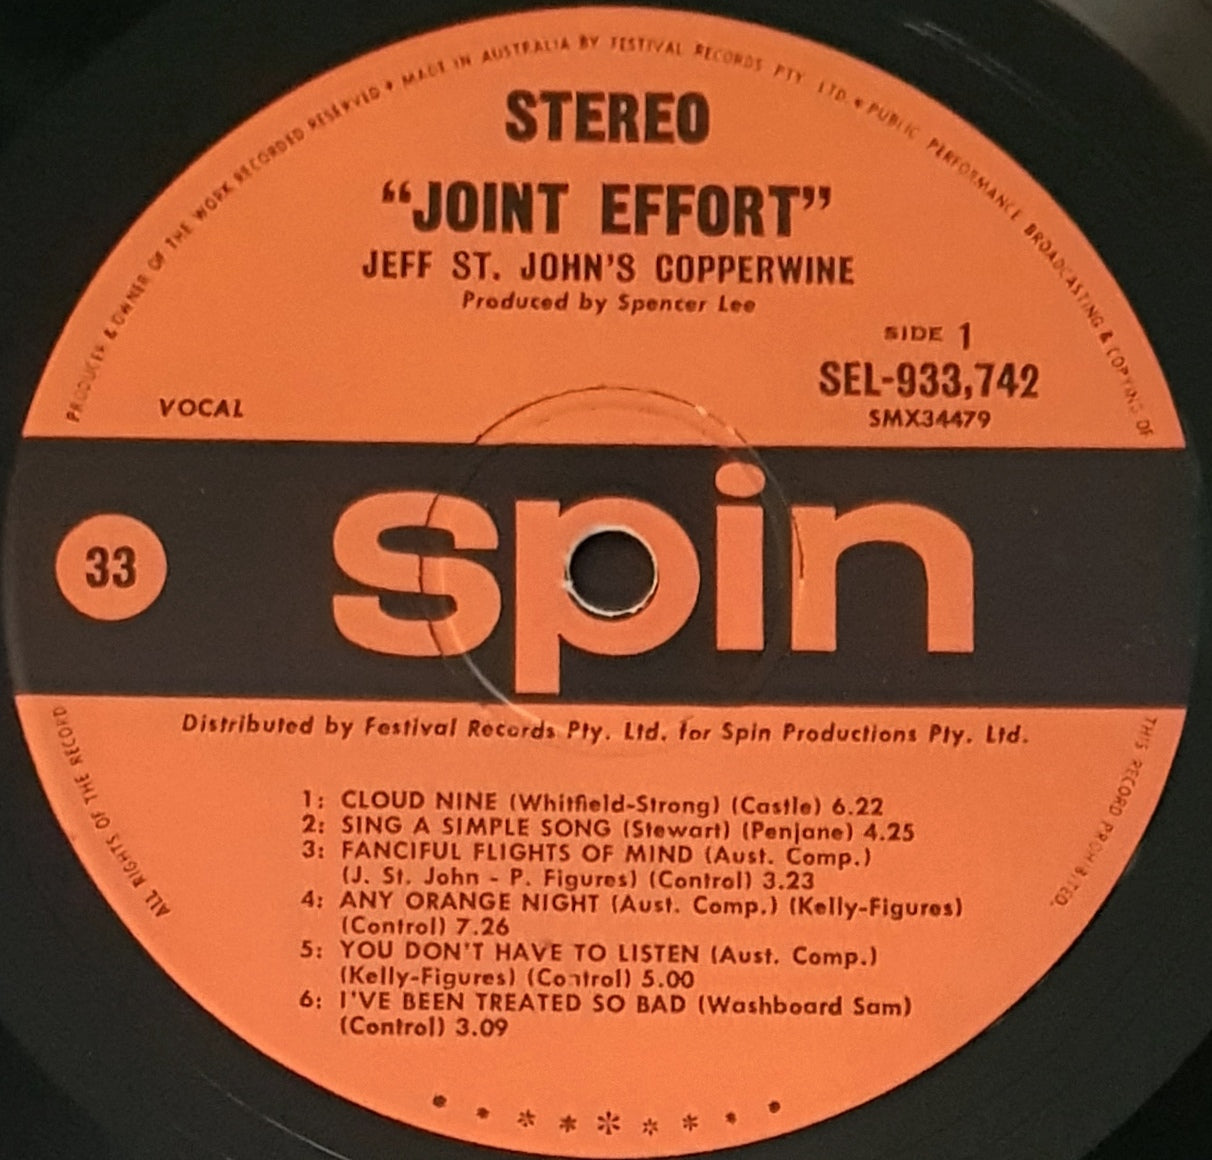 PRODUCER & OWNER OF THE WORK RECORDED RESERVED • MADE IN AUSTRALIA BY FESTIVAL RECORDS PTY. LTD. • PUBLIC PERFORMANCE BROADCASTING & COPYING OF
STEREO
“JOINT EFFORT”
JEFF ST. JOHN'S COPPERWINE
Produced by Spencer Lee
SIDE 1
SEL-933,742
SMX34479
VOCAL
33
spin
Distributed by Festival Records Pty. Ltd. for Spin Productions Pty. Ltd.
1: CLOUD NINE (Whitfield-Strong) (Castle) 6.22
2: SING A SIMPLE SONG (Stewart) (Penjane) 4.25
3: FANCIFUL FLIGHTS OF MIND (Aust. Comp.)
(J. St. John - P. Figures) (Control) 3.23
4: ANY ORANGE NIGHT (Aust. Comp.) (Kelly-Figures)
(Control) 7.26
5: YOU DON'T HAVE TO LISTEN (Aust. Comp.)
(Kelly-Figures) (Control) 5.00
6: I'VE BEEN TREATED SO BAD (Washboard Sam)
(Control) 3.09
ALL RIGHTS OF THE RECORD
THIS RECORD PROHIBITED.